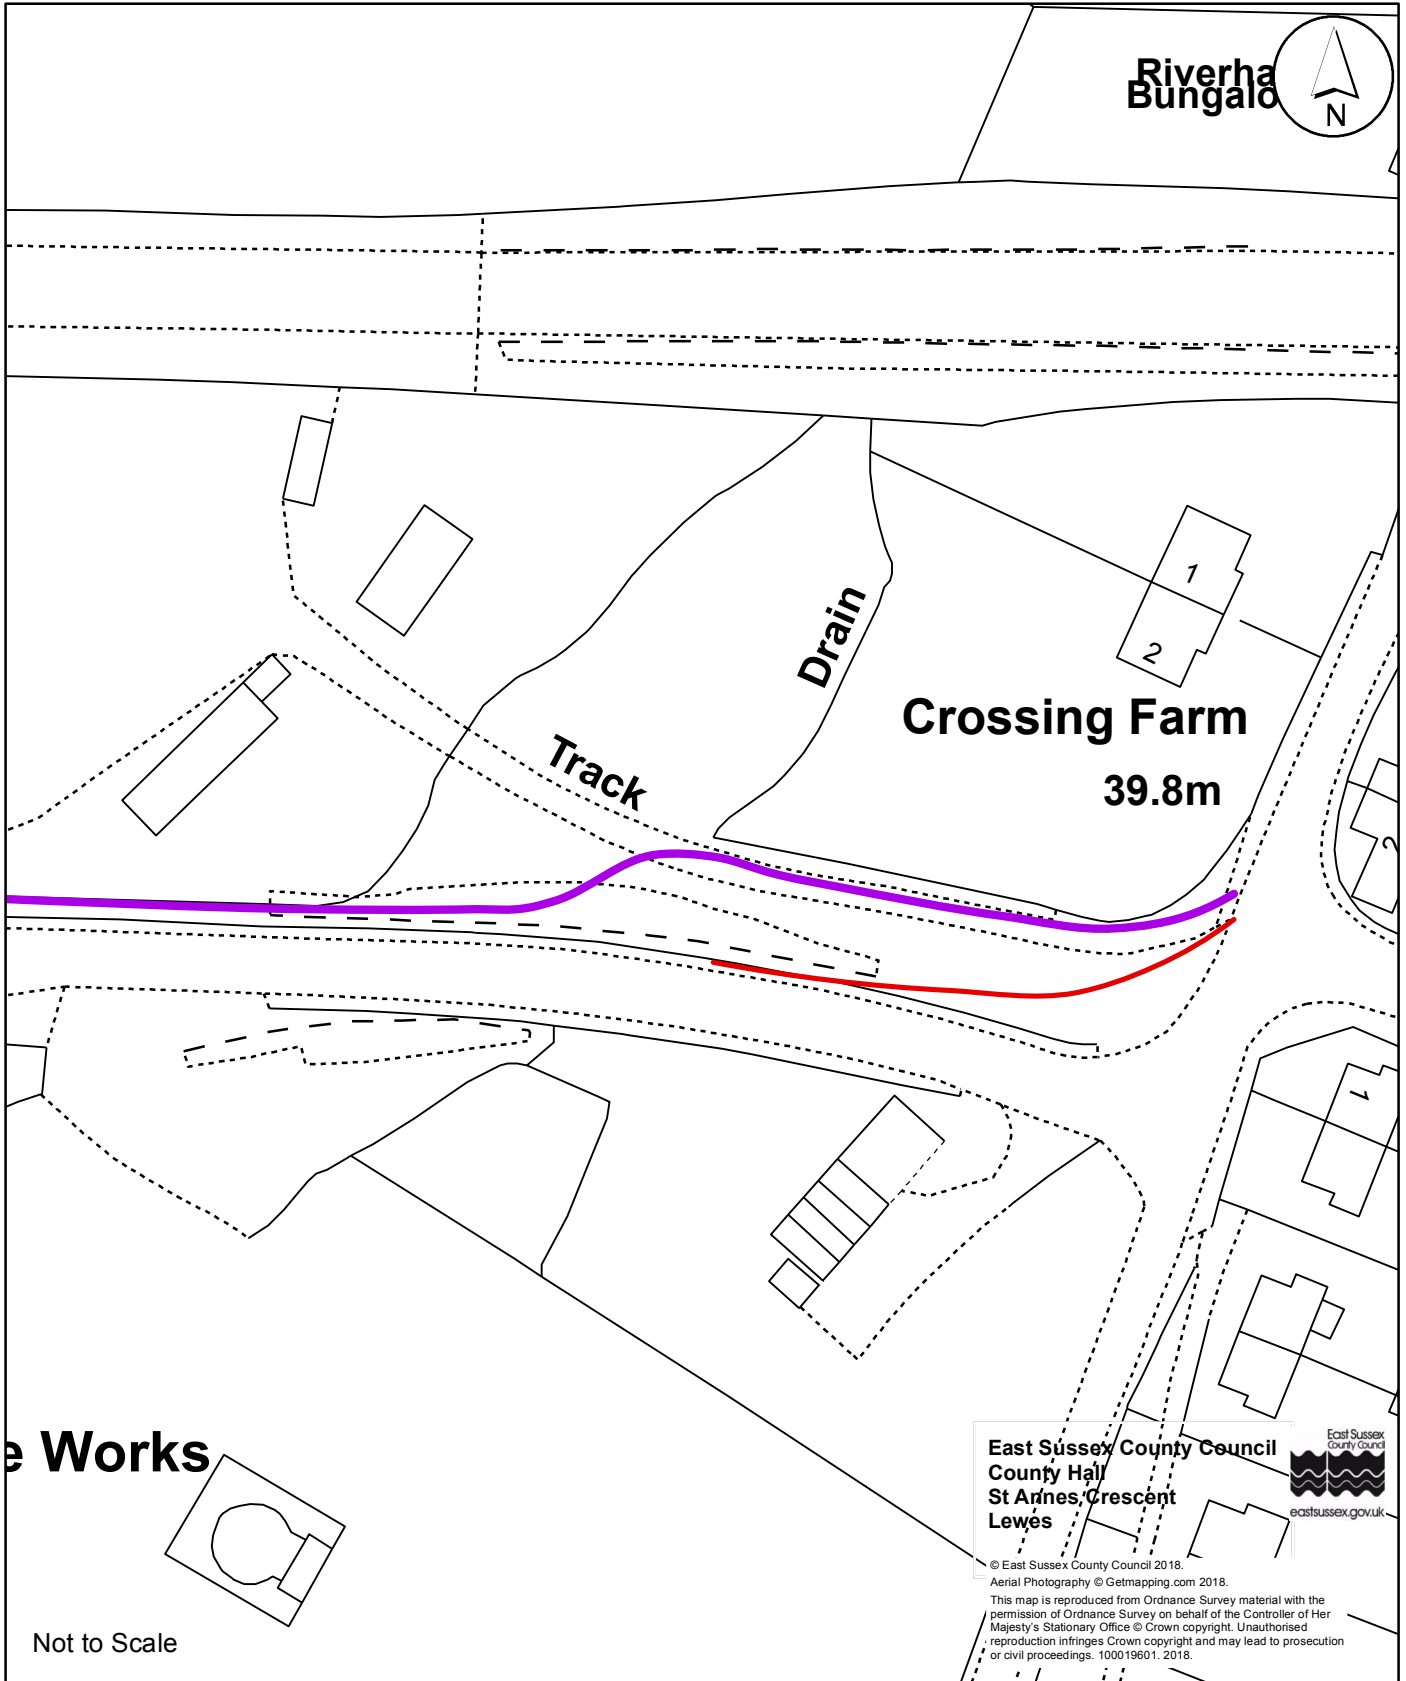 Riverha
Bungalo
N
1
2
Drain
Crossing Farm
Track
39.8m
2
1
e Works
East Sussex County Council
County Hall
St Annes Crescent
Lewes
East Sussex
County Council
eastsussex.gov.uk
© East Sussex County Council 2018.
Aerial Photography © Getmapping.com 2018.
This map is reproduced from Ordnance Survey material with the
permission of Ordnance Survey on behalf of the Controller of Her
Majesty's Stationary Office © Crown copyright. Unauthorised
reproduction infringes Crown copyright and may lead to prosecution
or civil proceedings. 100019601. 2018.
Not to Scale